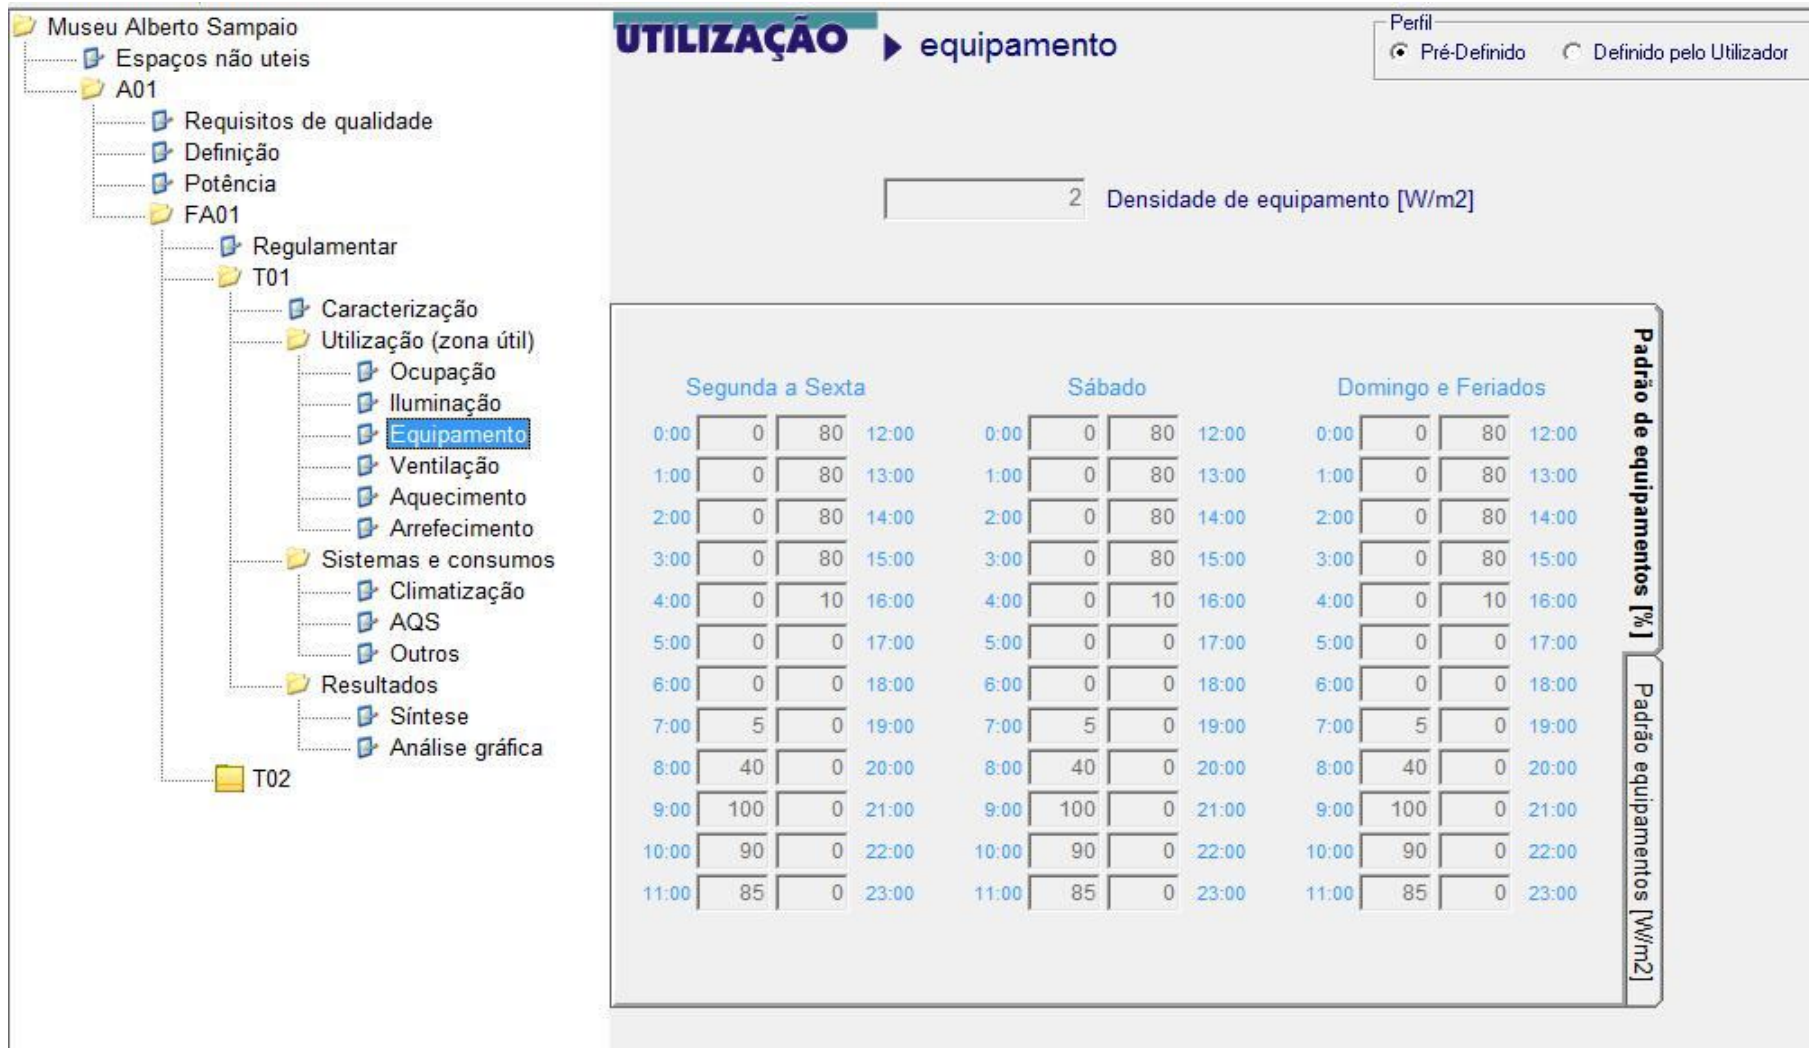 Museu Alberto Sampaio
Espaços não uteis
A01
Requisitos de qualidade
Definição
Potência
FA01
Regulamentar
T01
Caracterização
Utilização (zona útil)
Ocupação
Iluminação
Equipamento
Ventilação
Aquecimento
Arrefecimento
Sistemas e consumos
Climatização
AQS
Outros
Resultados
Síntese
Análise gráfica
T02
UTILIZAÇÃO equipamento
Perfil
Pré-Definido Definido pelo Utilizador
2 Densidade de equipamento [W/m2]
Segunda a Sexta Sábado Domingo e Feriados
0:00 0 80 12:00 0:00 0 80 12:00 0:00 0 80 12:00
1:00 0 80 13:00 1:00 0 80 13:00 1:00 0 80 13:00
2:00 0 80 14:00 2:00 0 80 14:00 2:00 0 80 14:00
3:00 0 80 15:00 3:00 0 80 15:00 3:00 0 80 15:00
4:00 0 10 16:00 4:00 0 10 16:00 4:00 0 10 16:00
5:00 0 0 17:00 5:00 0 0 17:00 5:00 0 0 17:00
6:00 0 0 18:00 6:00 0 0 18:00 6:00 0 0 18:00
7:00 5 0 19:00 7:00 5 0 19:00 7:00 5 0 19:00
8:00 40 0 20:00 8:00 40 0 20:00 8:00 40 0 20:00
9:00 100 0 21:00 9:00 100 0 21:00 9:00 100 0 21:00
10:00 90 0 22:00 10:00 90 0 22:00 10:00 90 0 22:00
11:00 85 0 23:00 11:00 85 0 23:00 11:00 85 0 23:00
Padrão de equipamentos [%]
Padrão equipamentos [W/m2]